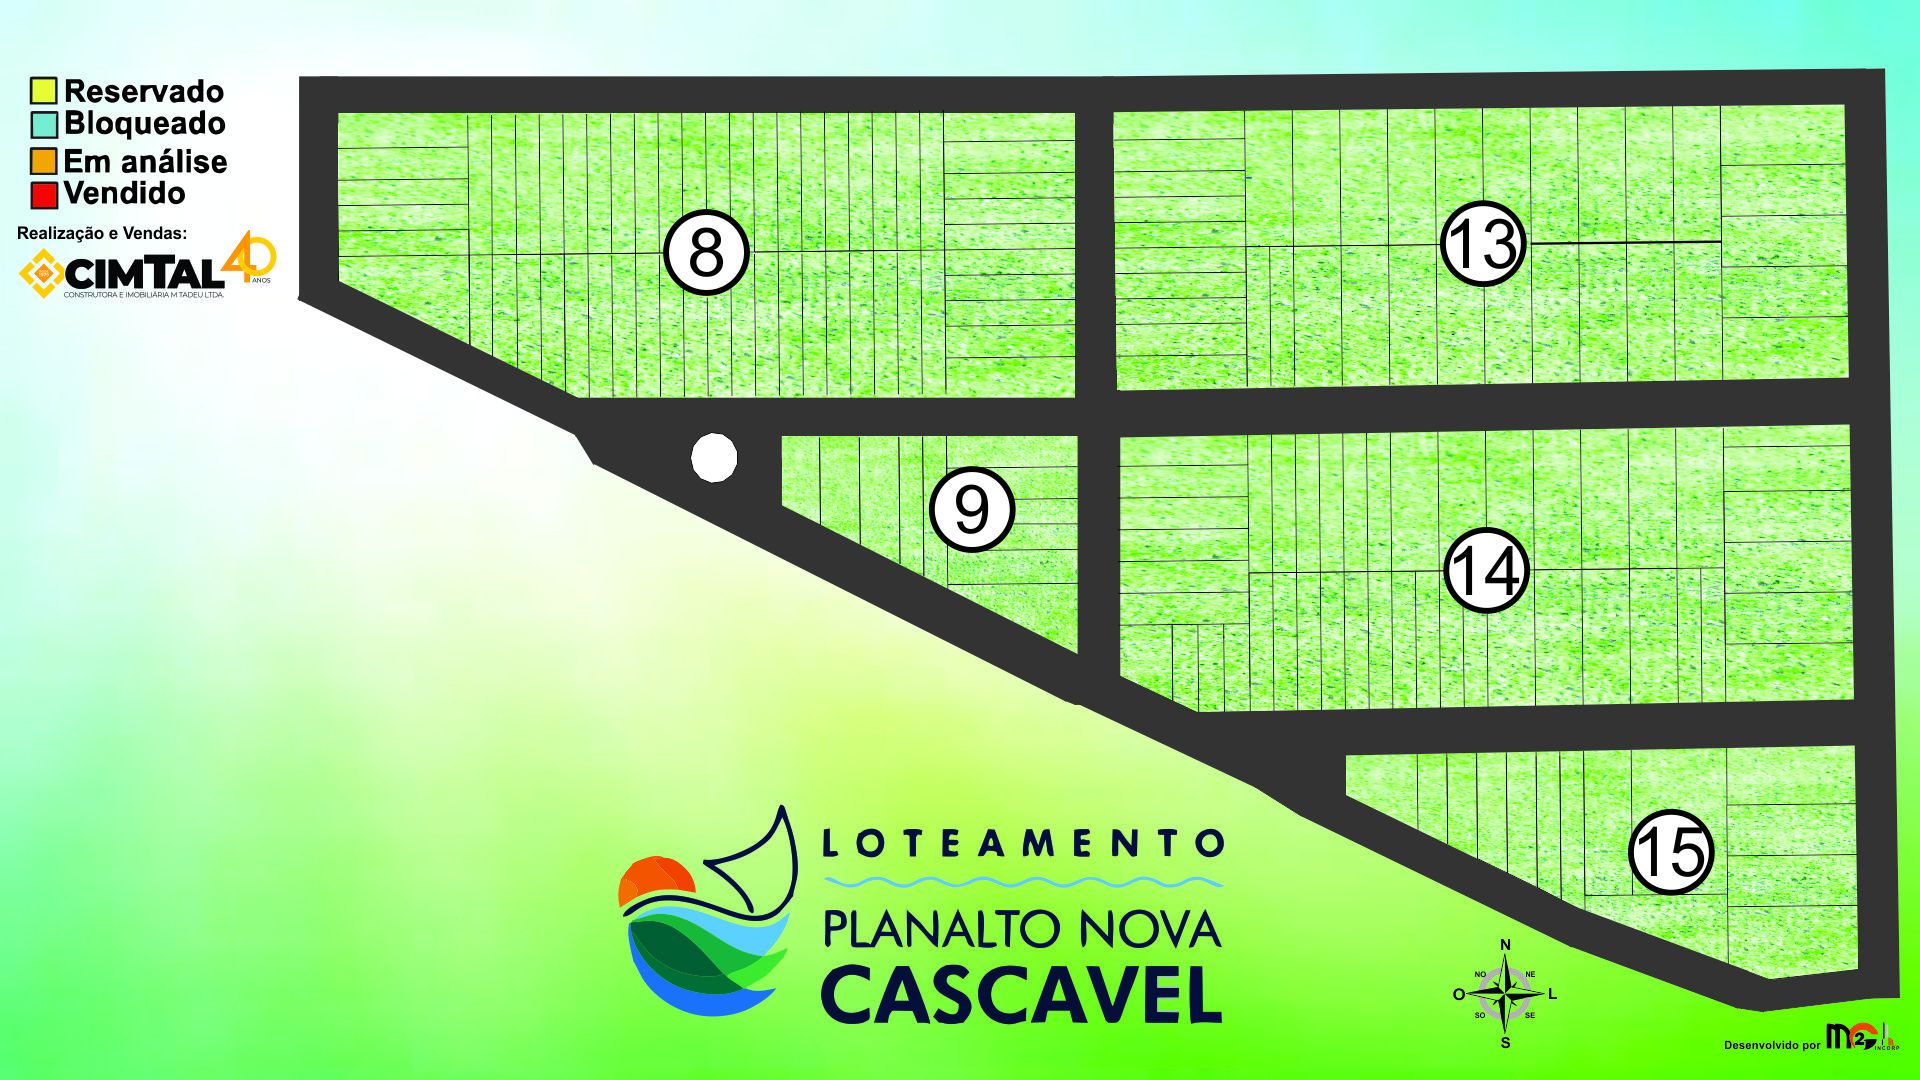 Reservado
Bloqueado
Em análise
Vendido
Realização e Vendas:
CIMTAL 40
ANOS
CONSTRUTORA E IMOBILIÁRIA M TADEU LTDA.
8
13
9
14
15
LOTEAMENTO
PLANALTO NOVA
CASCAVEL
N
NO NE
O L
SO SE
S
Desenvolvido por M2G
INCORP